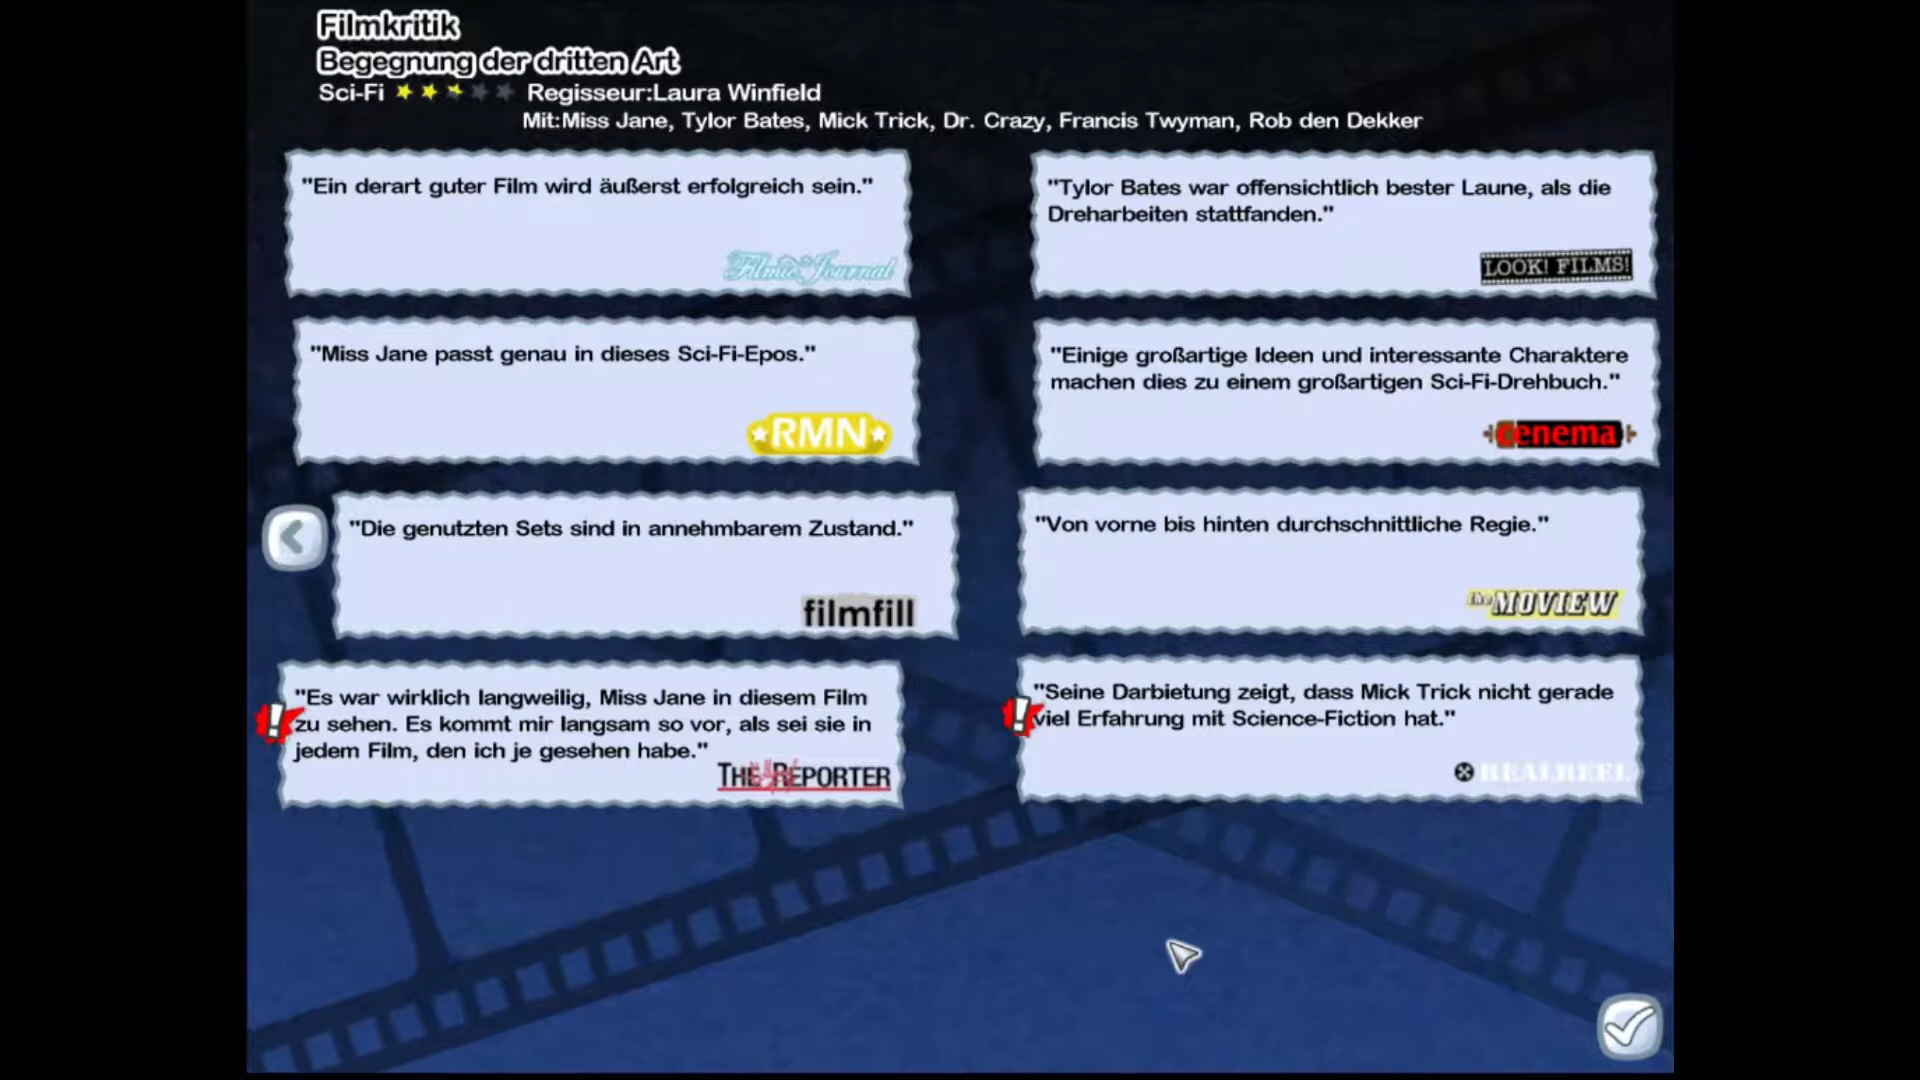 Filmkritik
Begegnung der dritten Art
Sci-Fi Regisseur:Laura Winfield
Mit:Miss Jane, Tylor Bates, Mick Trick, Dr. Crazy, Francis Twyman, Rob den Dekker
"Ein derart guter Film wird äußerst erfolgreich sein."
Filmie Journal
"Tylor Bates war offensichtlich bester Laune, als die
Dreharbeiten stattfanden."
LOOK! FILMS!
"Miss Jane passt genau in dieses Sci-Fi-Epos."
RMN
"Einige großartige Ideen und interessante Charaktere
machen dies zu einem großartigen Sci-Fi-Drehbuch."
cenema
"Die genutzten Sets sind in annehmbarem Zustand."
filmfill
"Von vorne bis hinten durchschnittliche Regie."
the MOVIEW
"Es war wirklich langweilig, Miss Jane in diesem Film
zu sehen. Es kommt mir langsam so vor, als sei sie in
jedem Film, den ich je gesehen habe."
THE REPORTER
"Seine Darbietung zeigt, dass Mick Trick nicht gerade
viel Erfahrung mit Science-Fiction hat."
REALREEL